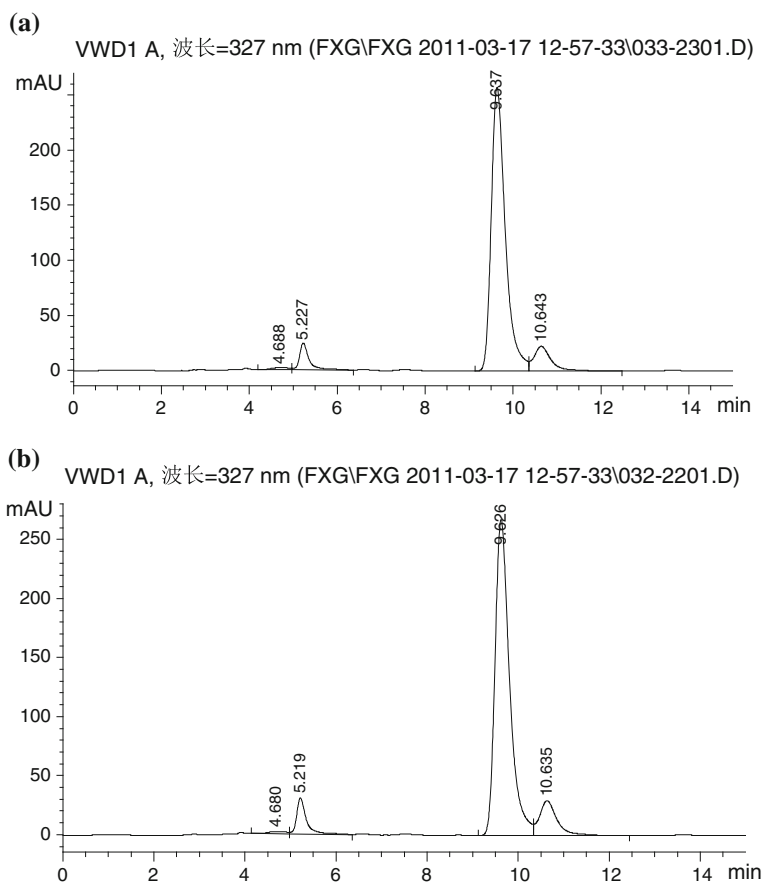 (a)
VWD1 A, 波长=327 nm (FXG\FXG 2011-03-17 12-57-33\033-2301.D)
mAU
9.637
200
150
100
50
0
4.688
5.227
10.643
0 2 4 6 8 10 12 14 min
(b)
VWD1 A, 波长=327 nm (FXG\FXG 2011-03-17 12-57-33\032-2201.D)
mAU
9.626
250
200
150
100
50
0
4.680
5.219
10.635
0 2 4 6 8 10 12 14 min